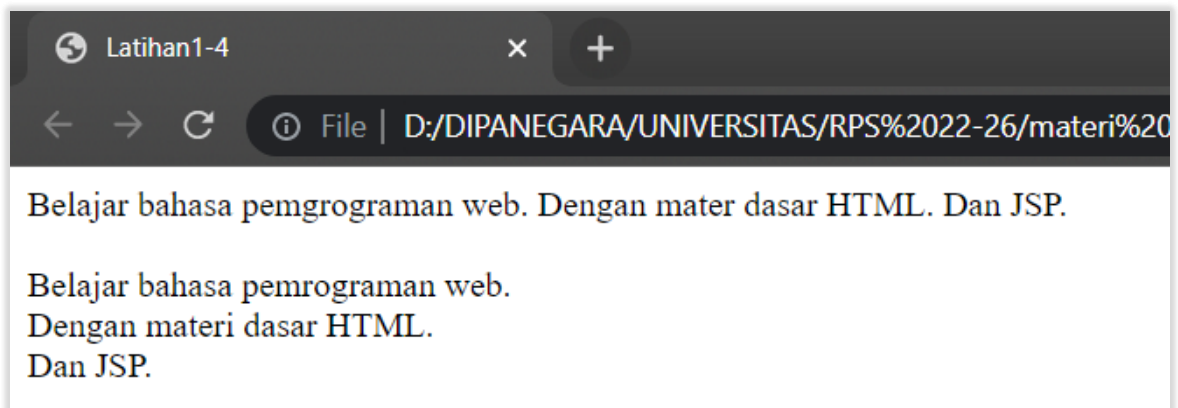 Latihan1-4
File | D:/DIPANEGARA/UNIVERSITAS/RPS%2022-26/materi%20
Belajar bahasa pemgrograman web. Dengan mater dasar HTML. Dan JSP.
Belajar bahasa pemrograman web.
Dengan materi dasar HTML.
Dan JSP.